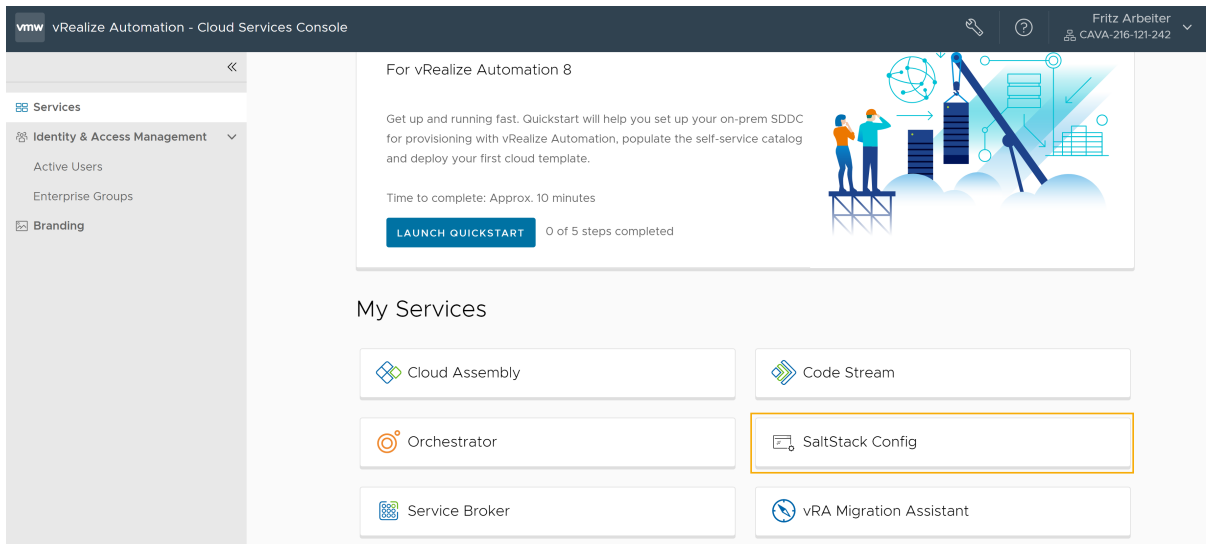 vmw vRealize Automation - Cloud Services Console
Fritz Arbeiter
CAVA-216-121-242
Services
Identity & Access Management
Active Users
Enterprise Groups
Branding
For vRealize Automation 8
Get up and running fast. Quickstart will help you set up your on-prem SDDC
for provisioning with vRealize Automation, populate the self-service catalog
and deploy your first cloud template.
Time to complete: Approx. 10 minutes
LAUNCH QUICKSTART 0 of 5 steps completed
My Services
Cloud Assembly
Code Stream
Orchestrator
SaltStack Config
Service Broker
vRA Migration Assistant